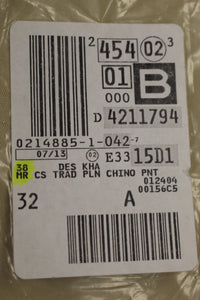 2 454 02 3
01 B
000
D 4211794
0214885-1-042-7
07/13 02 E33 15D1
38 DES KHA
MR CS TRAD PLN CHINO PNT
012404
00156C5
32 A